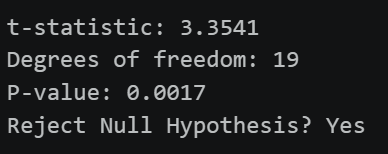 t-statistic: 3.3541
Degrees of freedom: 19
P-value: 0.0017
Reject Null Hypothesis? Yes